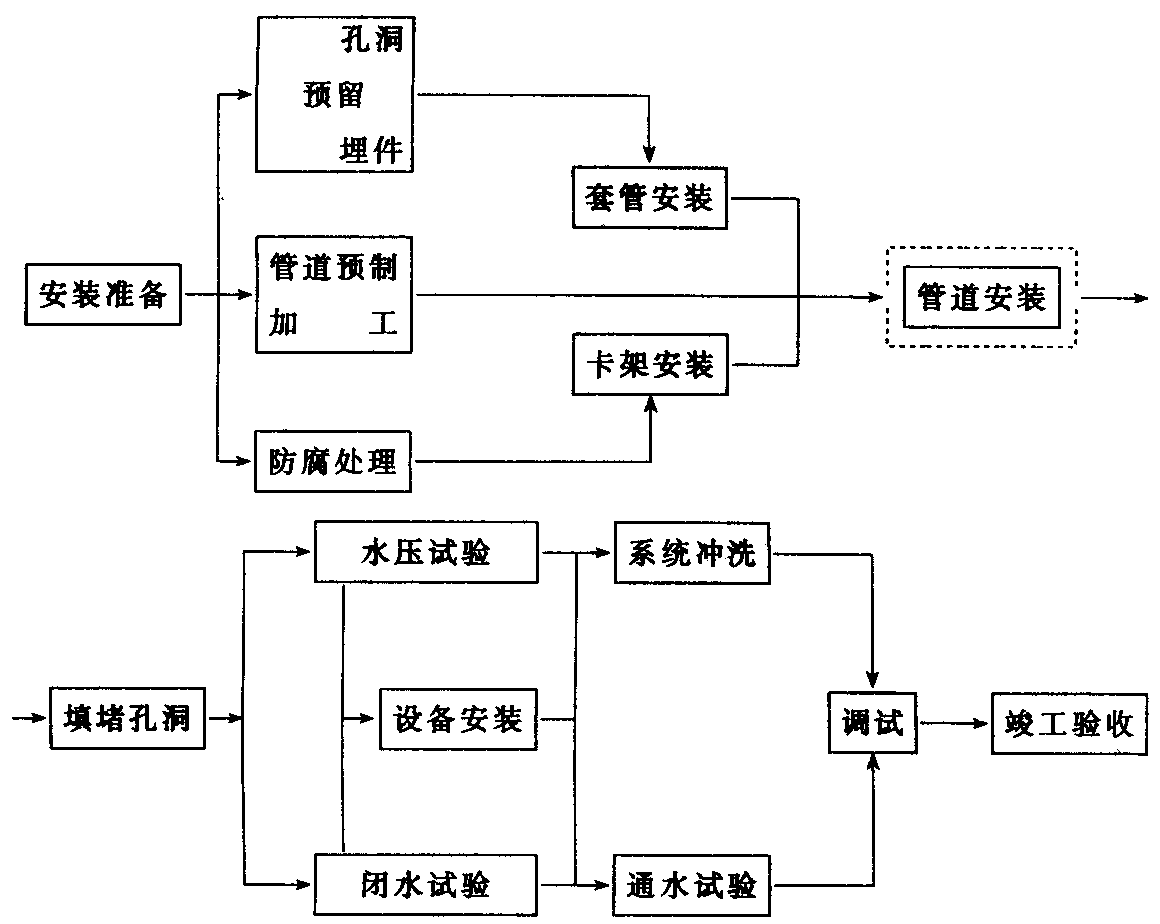 孔洞
预留
埋件
套管安装
安装准备
管道预制
加工
管道安装
卡架安装
防腐处理
水压试验
系统冲洗
填堵孔洞
设备安装
调试
竣工验收
闭水试验
通水试验